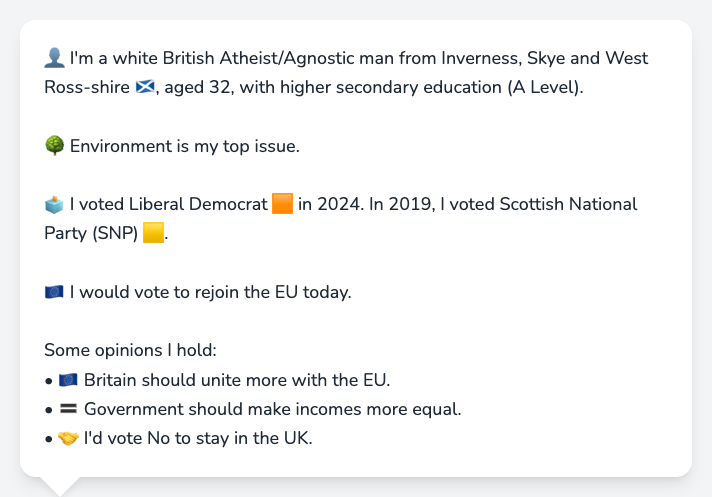 👤 I'm a white British Atheist/Agnostic man from Inverness, Skye and West
Ross-shire 🏴󠁧󠁢󠁳󠁣󠁴󠁿, aged 32, with higher secondary education (A Level).
🌳 Environment is my top issue.
🗳️ I voted Liberal Democrat 🟧 in 2024. In 2019, I voted Scottish National
Party (SNP) 🟨.
🇪🇺 I would vote to rejoin the EU today.
Some opinions I hold:
• 🇪🇺 Britain should unite more with the EU.
• 🟰 Government should make incomes more equal.
• 🤝 I'd vote No to stay in the UK.